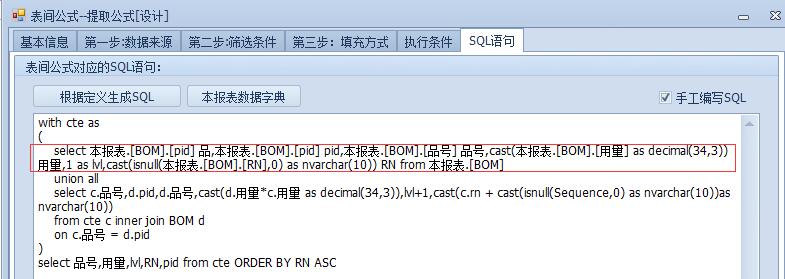 表间公式--提取公式[设计]
基本信息 第一步:数据来源 第二步:筛选条件 第三步：填充方式 执行条件 SQL语句
表间公式对应的SQL语句：
根据定义生成SQL 本报表数据字典 手工编写SQL
with cte as
(
select 本报表.[BOM].[pid] 品,本报表.[BOM].[pid] pid,本报表.[BOM].[品号] 品号,cast(本报表.[BOM].[用量] as decimal(34,3))
用量,1 as lvl,cast(isnull(本报表.[BOM].[RN],0) as nvarchar(10)) RN from 本报表.[BOM]
union all
select c.品号,d.pid,d.品号,cast(d.用量*c.用量 as decimal(34,3)),lvl+1,cast(c.rn + cast(isnull(Sequence,0) as nvarchar(10))as
nvarchar(10))
from cte c inner join BOM d
on c.品号 = d.pid
)
select 品号,用量,lvl,RN,pid from cte ORDER BY RN ASC